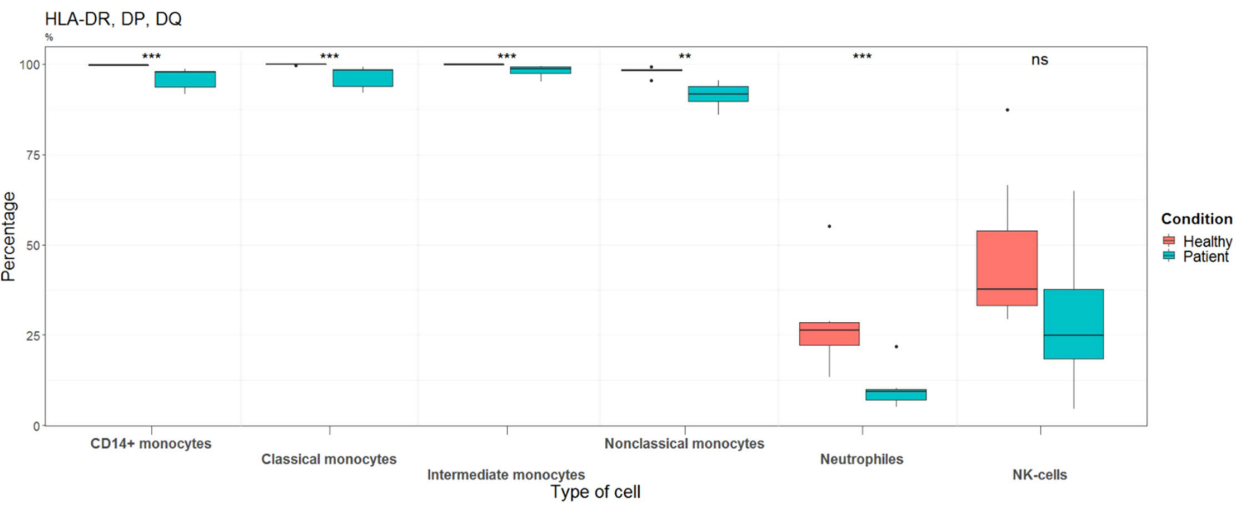 HLA-DR, DP, DQ
%
*** *** *** ** *** ns
100
75
50
25
0
Percentage
CD14+ monocytes
Classical monocytes
Intermediate monocytes
Nonclassical monocytes
Neutrophiles
NK-cells
Type of cell
Condition
Healthy
Patient